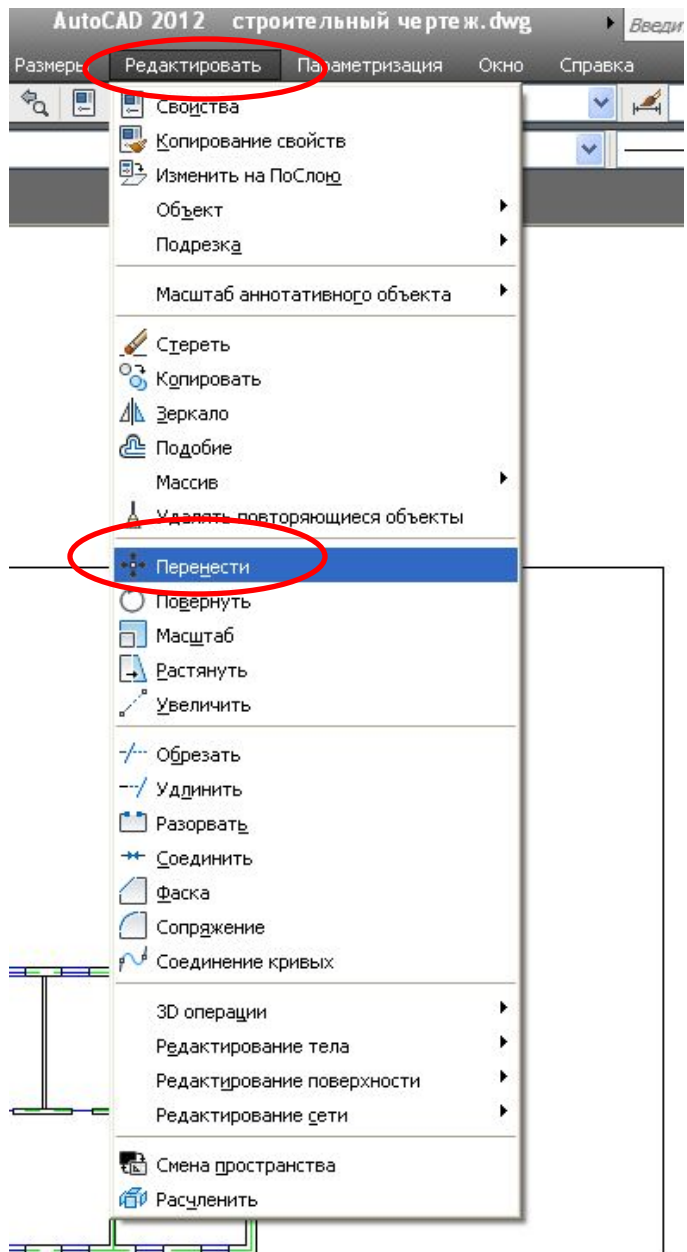 AutoCAD 2012 строительный чертеж.dwg
Размеры Редактировать Параметризация Окно Справка
Свойства
Копирование свойств
Изменить на ПоСлою
Объект
Подрезка
Масштаб аннотативного объекта
Стереть
Копировать
Зеркало
Подобие
Массив
Удалять повторяющиеся объекты
Перенести
Повернуть
Масштаб
Растянуть
Увеличить
Обрезать
Удлинить
Разорвать
Соединить
Фаска
Сопряжение
Соединение кривых
3D операции
Редактирование тела
Редактирование поверхности
Редактирование сети
Смена пространства
Расчленить